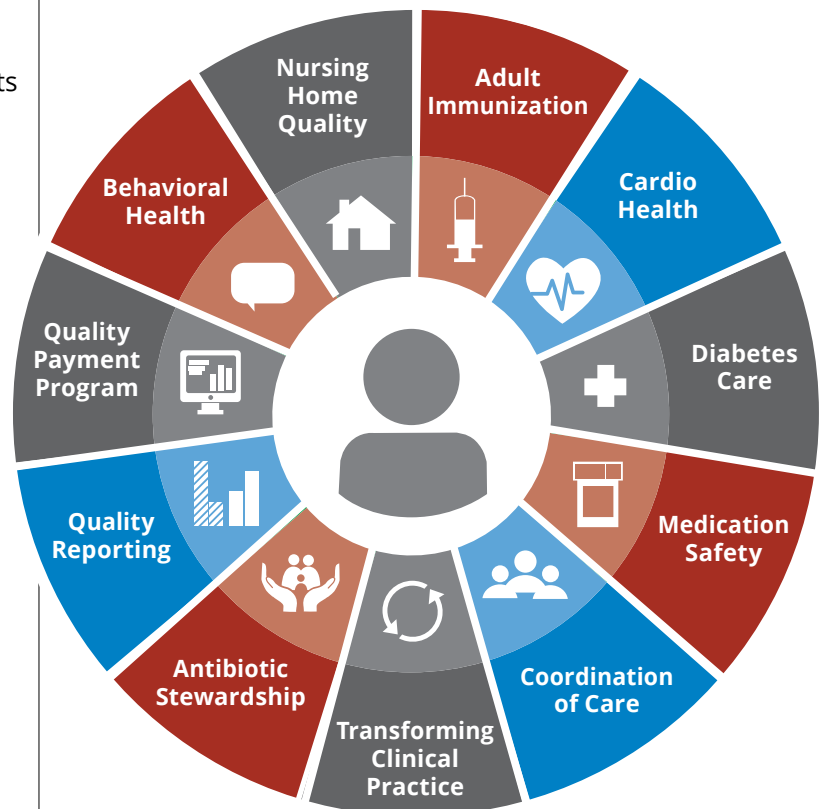 ts
Nursing
Home
Quality
Adult
Immunization
Cardio
Health
Diabetes
Care
Medication
Safety
Coordination
of Care
Transforming
Clinical
Practice
Antibiotic
Stewardship
Quality
Reporting
Quality
Payment
Program
Behavioral
Health